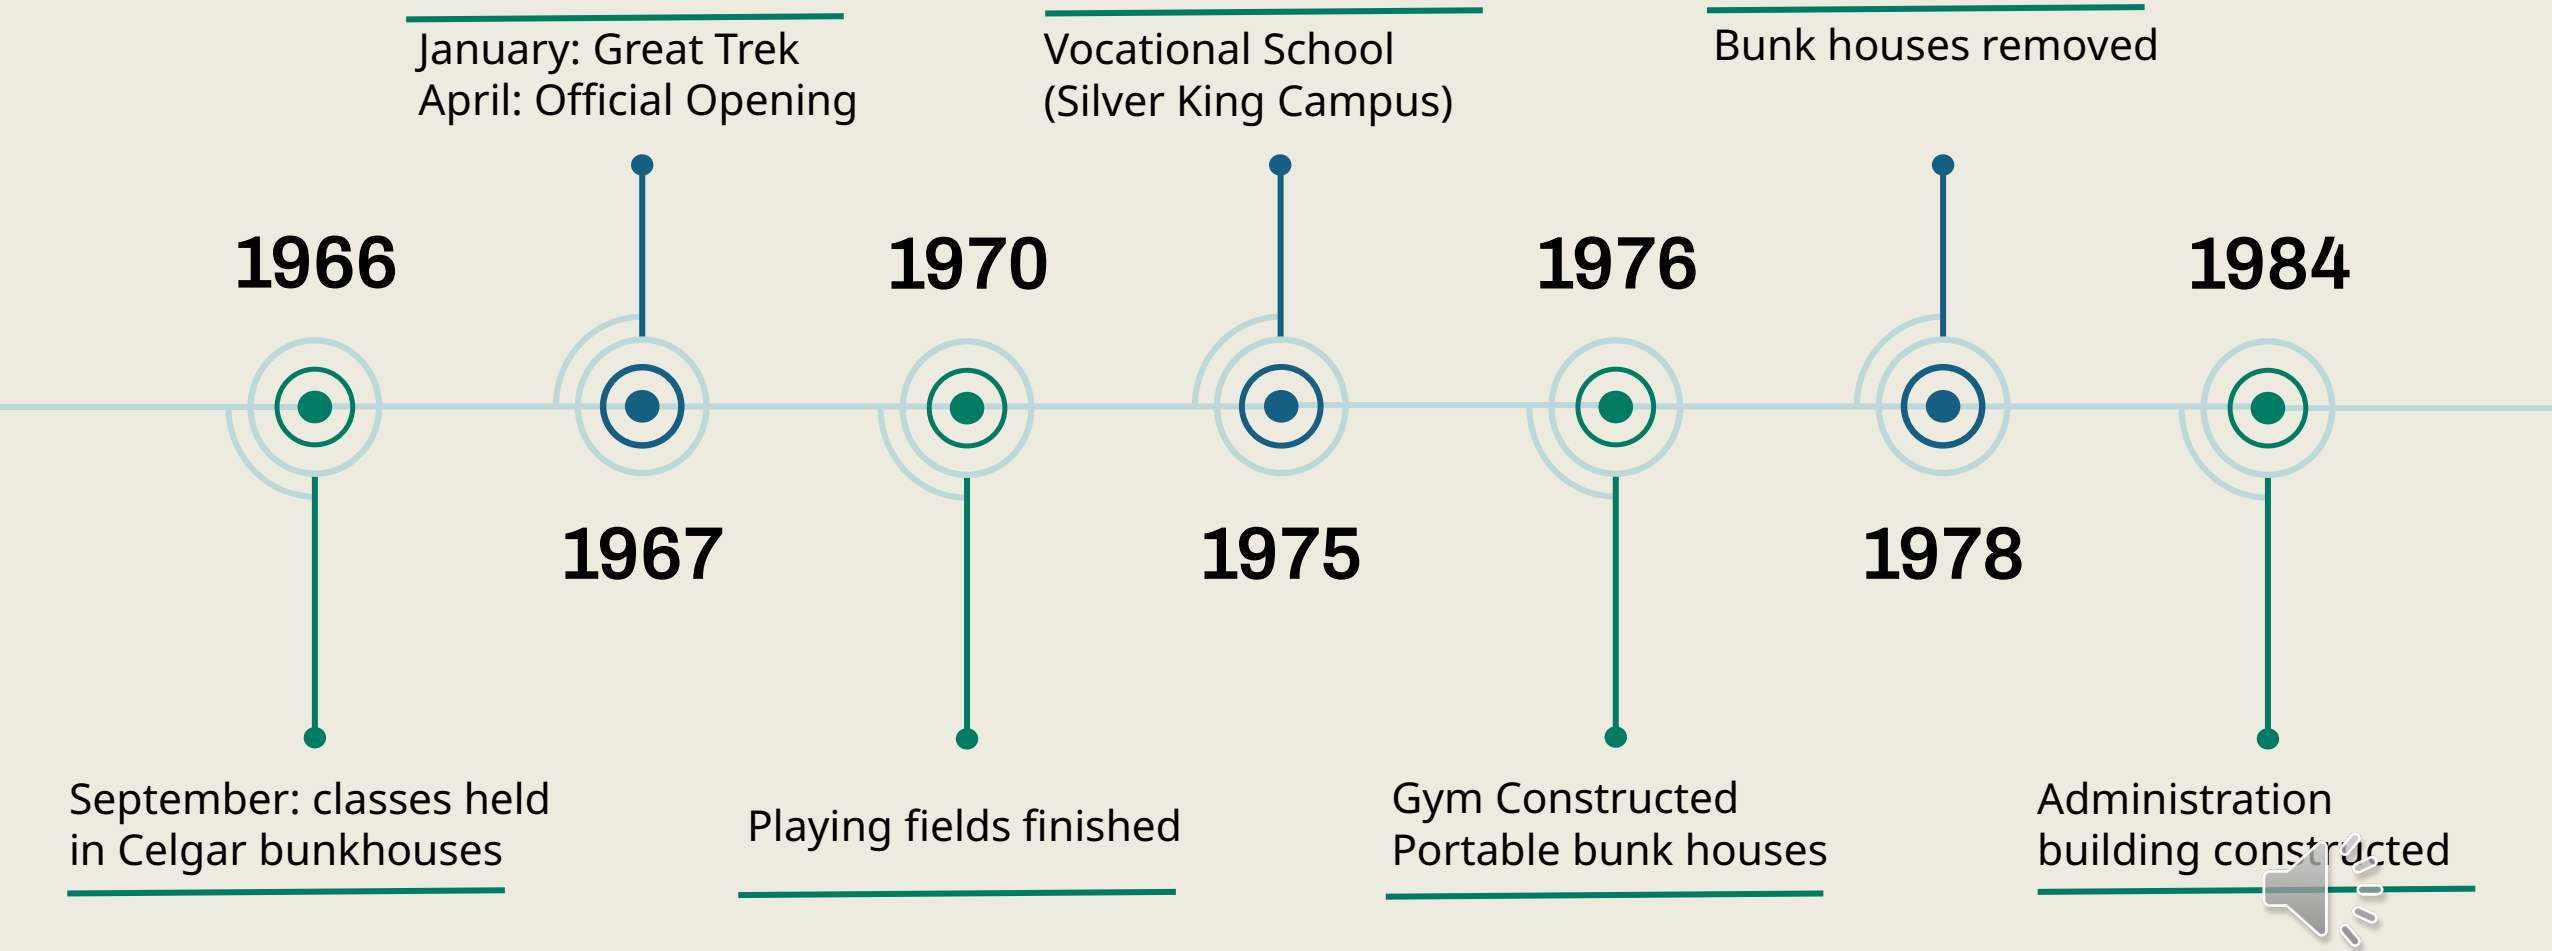 January: Great Trek
April: Official Opening
Vocational School
(Silver King Campus)
Bunk houses removed
1966
1970
1976
1984
1967
1975
1978
September: classes held
in Celgar bunkhouses
Playing fields finished
Gym Constructed
Portable bunk houses
Administration
building constructed